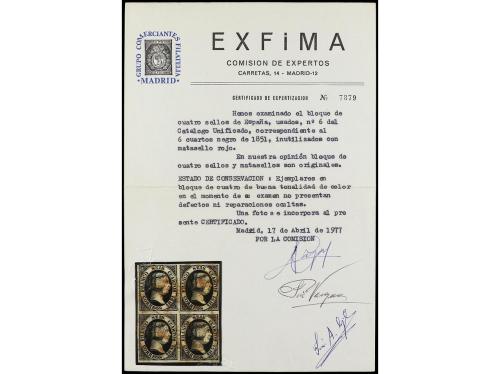 GRUPO COMERCIANTES FILATELIA
MADRID
EXFiMA
COMISION DE EXPERTOS
CARRETAS, 14 - MADRID-12
CERTIFICADO DE EXPERTIZACION Nº 7379
Hemos examinado el bloque de
cuatro sellos de España, usados, nº 6 del
Catálogo Unificado, correspondiente al
6 cuartos negro de 1851, inutilizados con
matasello rojo.
En nuestra opinión bloque de
cuatro sellos y matasellos son originales.
ESTADO DE CONSERVACION : Ejemplares en
bloque de cuatro de buena tonalidad de color
en el momento de su examen no presentan
defectos ni reparaciones ocultas.
Una foto se incorpora al pre
sente CERTIFICADO.
Madrid, 17 de Abril de 1977
POR LA COMISION